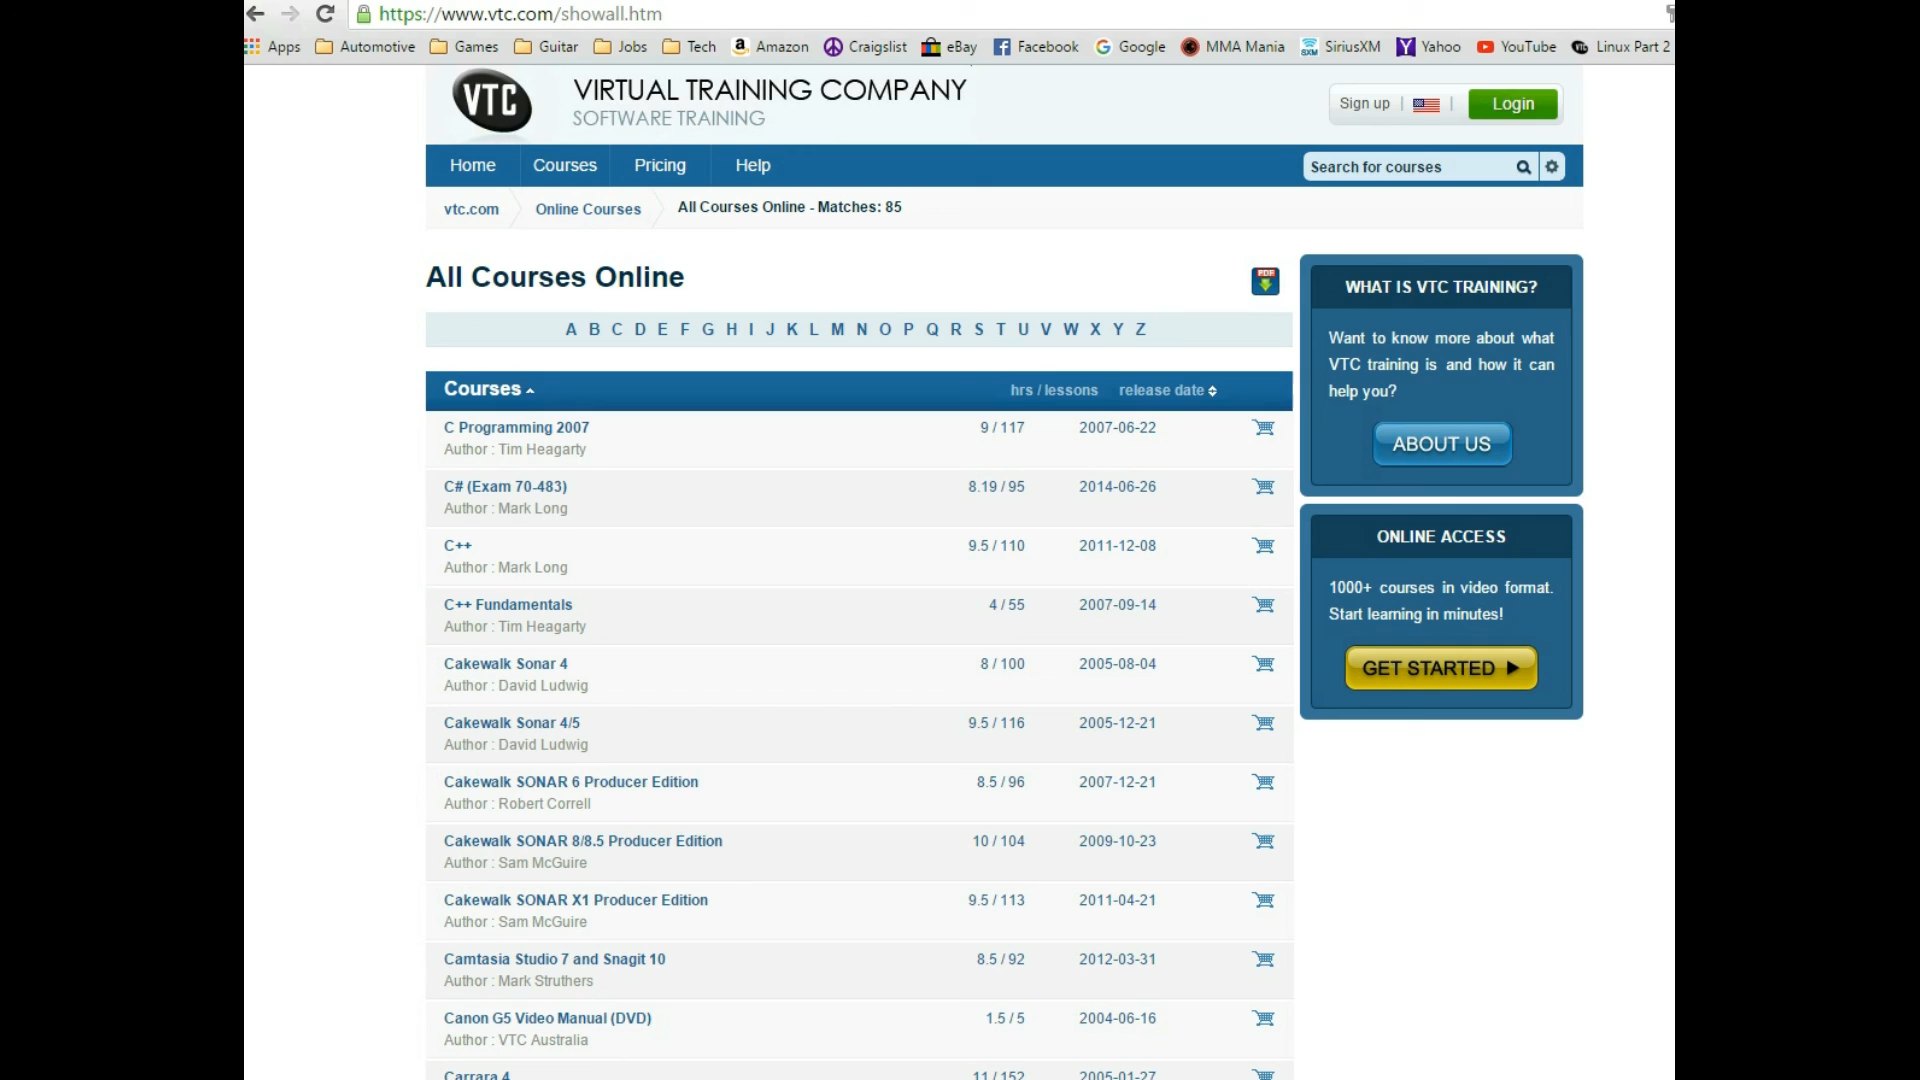 https://www.vtc.com/showall.htm
Apps Automotive Games Guitar Jobs Tech Amazon Craigslist eBay Facebook Google MMA Mania SiriusXM Yahoo YouTube Linux Part 2
VTC
VIRTUAL TRAINING COMPANY
SOFTWARE TRAINING
Sign up | | Login
Home Courses Pricing Help
Search for courses
vtc.com Online Courses All Courses Online - Matches: 85
All Courses Online
PDF
A B C D E F G H I J K L M N O P Q R S T U V W X Y Z
Courses hrs / lessons release date
C Programming 2007 9 / 117 2007-06-22
Author : Tim Heagarty
C# (Exam 70-483) 8.19 / 95 2014-06-26
Author : Mark Long
C++ 9.5 / 110 2011-12-08
Author : Mark Long
C++ Fundamentals 4 / 55 2007-09-14
Author : Tim Heagarty
Cakewalk Sonar 4 8 / 100 2005-08-04
Author : David Ludwig
Cakewalk Sonar 4/5 9.5 / 116 2005-12-21
Author : David Ludwig
Cakewalk SONAR 6 Producer Edition 8.5 / 96 2007-12-21
Author : Robert Correll
Cakewalk SONAR 8/8.5 Producer Edition 10 / 104 2009-10-23
Author : Sam McGuire
Cakewalk SONAR X1 Producer Edition 9.5 / 113 2011-04-21
Author : Sam McGuire
Camtasia Studio 7 and Snagit 10 8.5 / 92 2012-03-31
Author : Mark Struthers
Canon G5 Video Manual (DVD) 1.5 / 5 2004-06-16
Author : VTC Australia
Carrara 4 11 / 152 2005-01-27
WHAT IS VTC TRAINING?
Want to know more about what
VTC training is and how it can
help you?
ABOUT US
ONLINE ACCESS
1000+ courses in video format.
Start learning in minutes!
GET STARTED